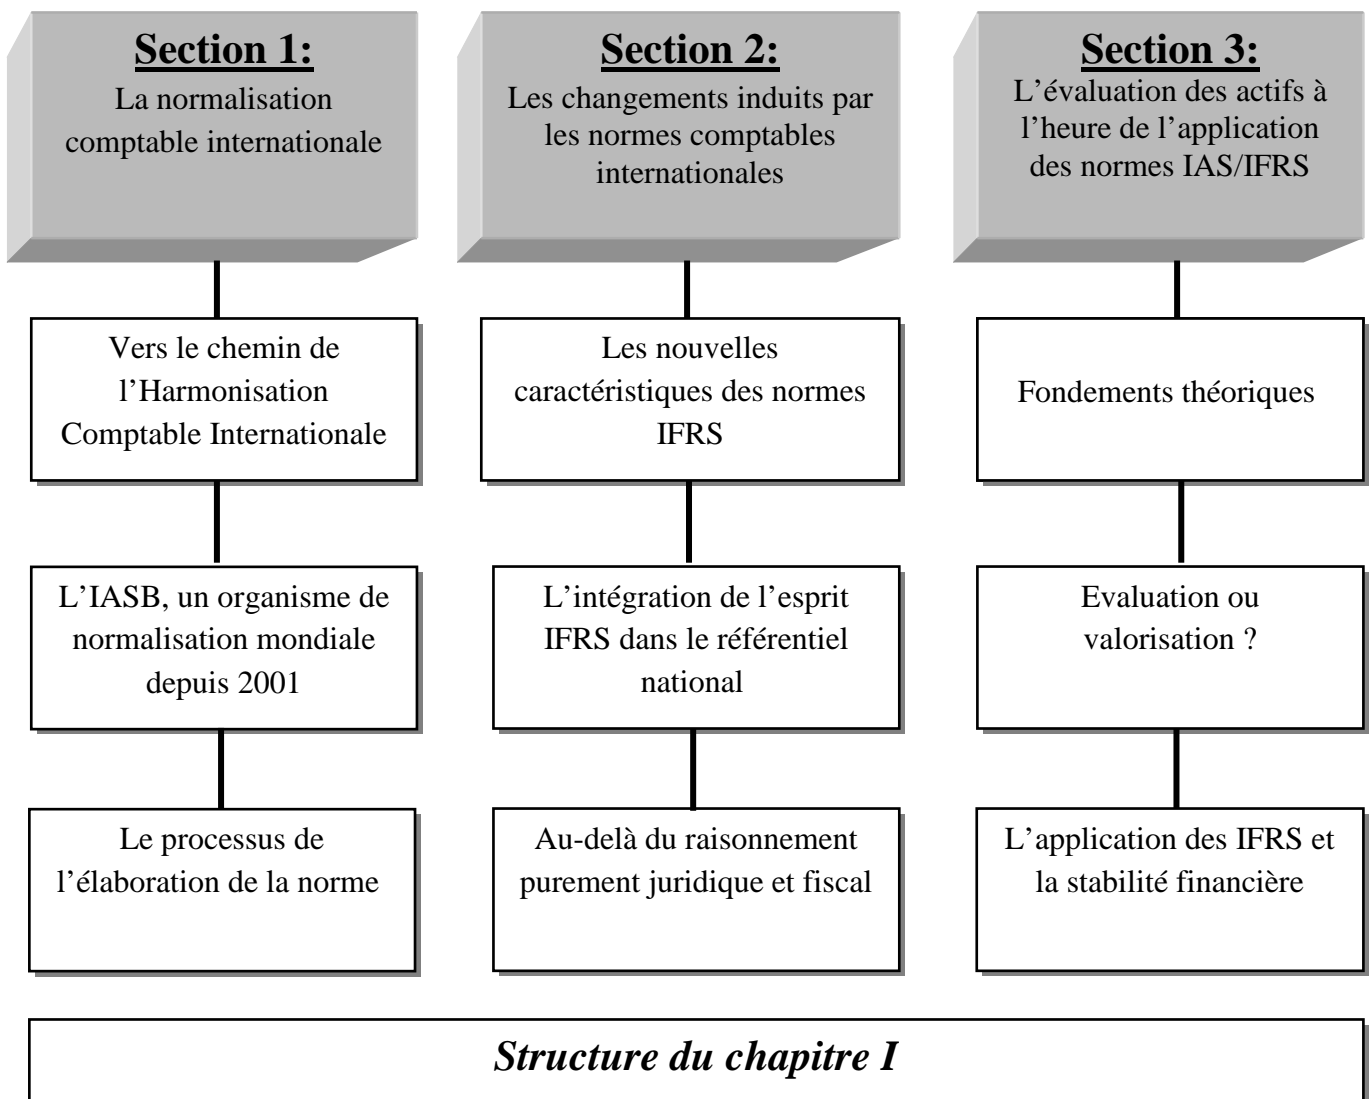 Section 1:
La normalisation
comptable internationale
Vers le chemin de
l’Harmonisation
Comptable Internationale
L’IASB, un organisme de
normalisation mondiale
depuis 2001
Le processus de
l’élaboration de la norme
Section 2:
Les changements induits par
les normes comptables
internationales
Les nouvelles
caractéristiques des normes
IFRS
L’intégration de l’esprit
IFRS dans le référentiel
national
Au-delà du raisonnement
purement juridique et fiscal
Section 3:
L’évaluation des actifs à
l’heure de l’application
des normes IAS/IFRS
Fondements théoriques
Evaluation ou
valorisation ?
L’application des IFRS et
la stabilité financière
Structure du chapitre I